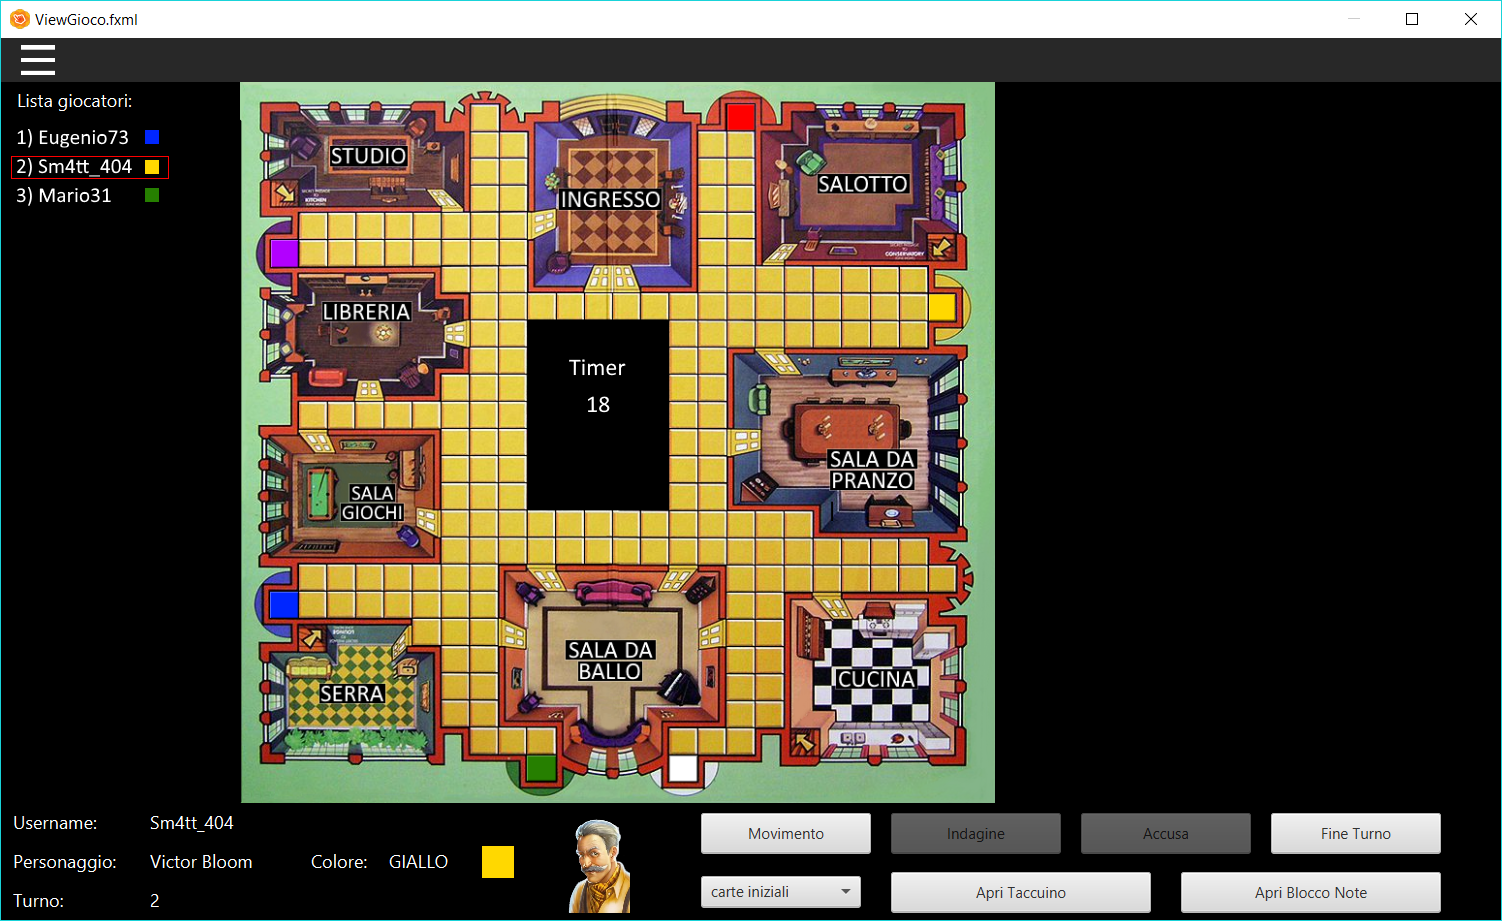 ViewGioco.fxml
Lista giocatori:
1) Eugenio73
2) Sm4tt_404
3) Mario31
STUDIO
INGRESSO
SALOTTO
LIBRERIA
Timer
18
SALA DA
PRANZO
SALA
GIOCHI
SALA DA
BALLO
SERRA
CUCINA
Username: Sm4tt_404
Personaggio: Victor Bloom Colore: GIALLO
Turno: 2
Movimento Indagine Accusa Fine Turno
carte iniziali Apri Taccuino Apri Blocco Note